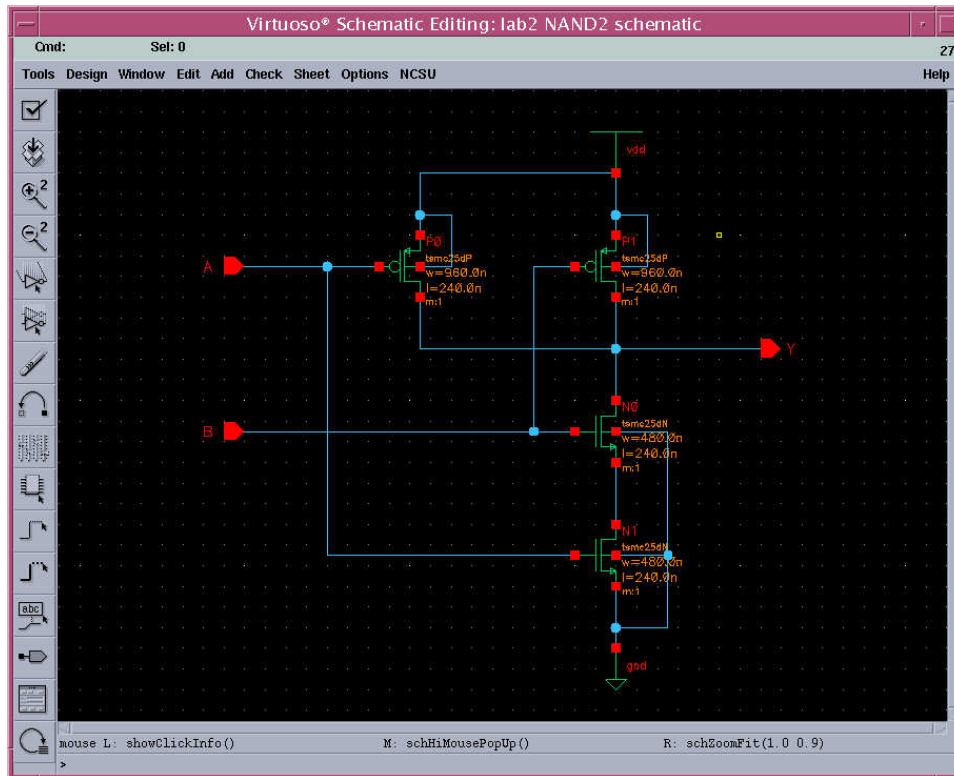 Virtuoso® Schematic Editing: lab2 NAND2 schematic
Cmd: Sel: 0
27
Tools Design Window Edit Add Check Sheet Options NCSU Help
vdd
P0
tsmc25dP
w=960.0n
l=240.0n
m:1
P1
tsmc25dP
w=960.0n
l=240.0n
m:1
A
Y
N0
tsmc25dN
w=480.0n
l=240.0n
m:1
B
N1
tsmc25dN
w=480.0n
l=240.0n
m:1
gnd
2
2
abc
mouse L: showClickInfo() M: schHiMousePopUp() R: schZoomFit(1.0 0.9)
>